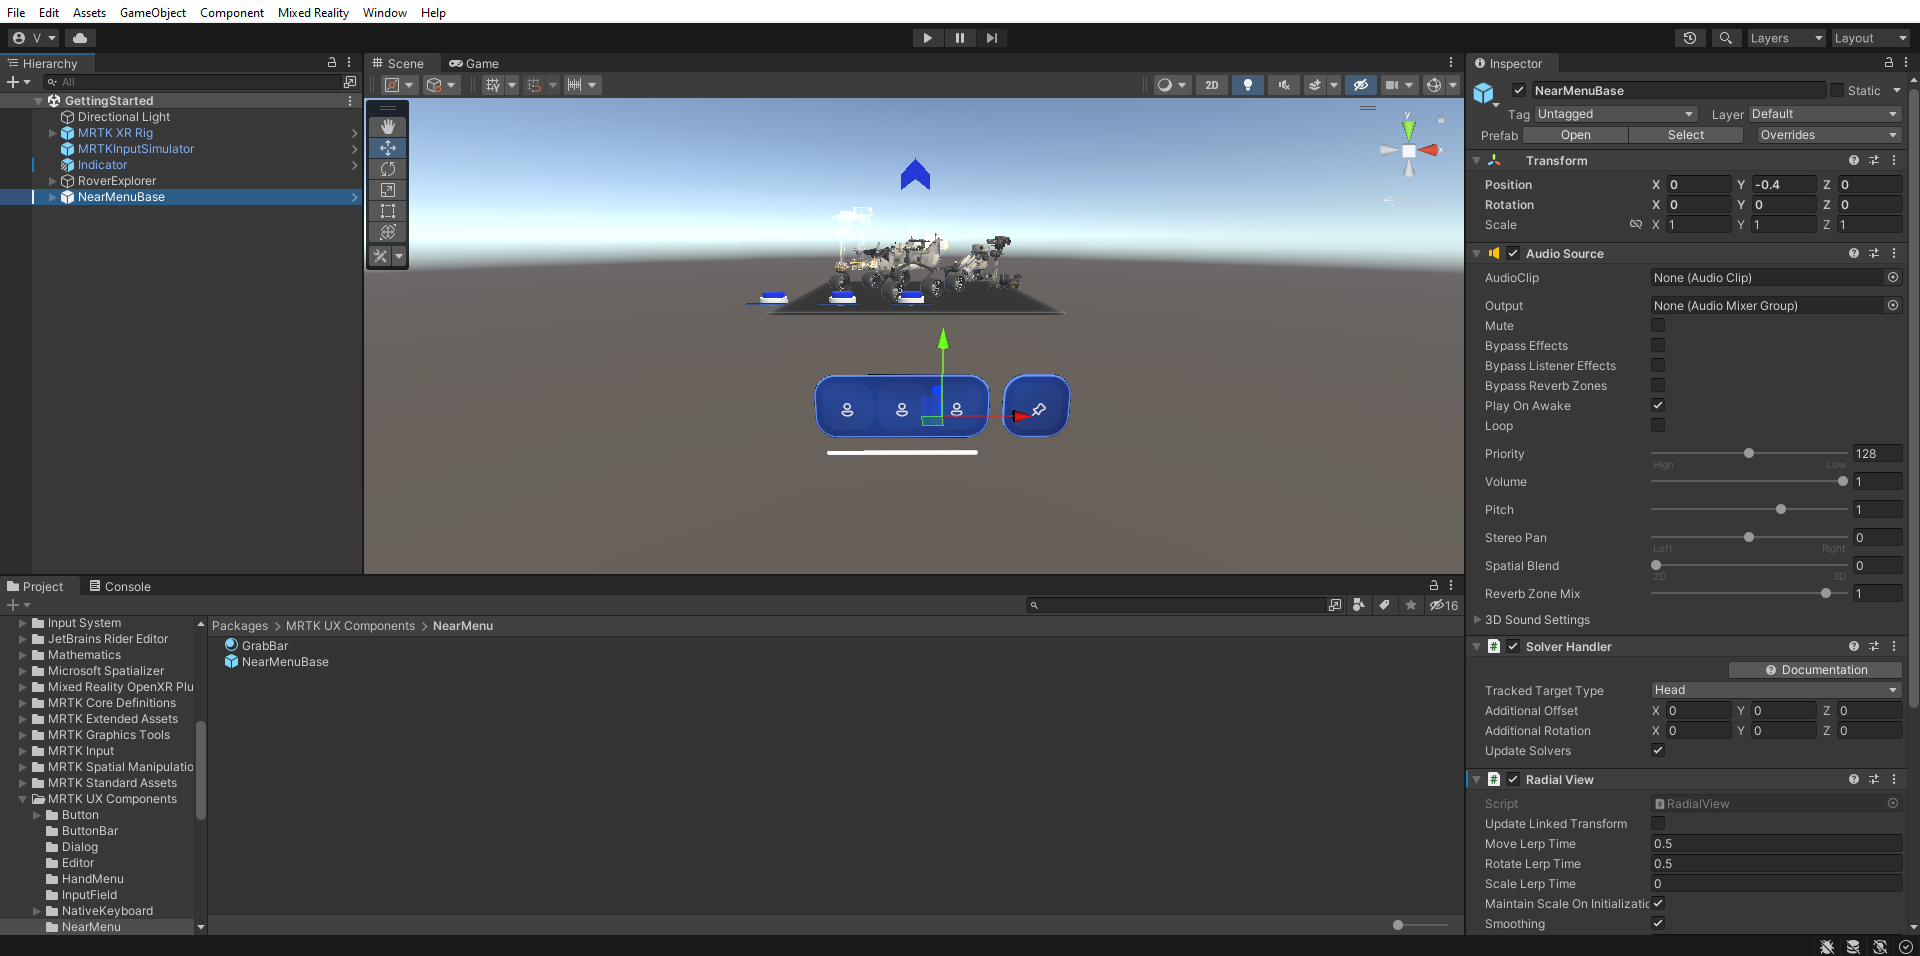 File Edit Assets GameObject Component Mixed Reality Window Help
V Layers Layout
Hierarchy
All
GettingStarted
Directional Light
MRTK XR Rig
MRTKInputSimulator
Indicator
RoverExplorer
NearMenuBase
Scene Game
2D
y
x
Inspector
NearMenuBase Static
Tag Untagged Layer Default
Prefab Open Select Overrides
Transform
Position X 0 Y -0.4 Z 0
Rotation X 0 Y 0 Z 0
Scale X 1 Y 1 Z 1
Audio Source
AudioClip None (Audio Clip)
Output None (Audio Mixer Group)
Mute
Bypass Effects
Bypass Listener Effects
Bypass Reverb Zones
Play On Awake
Loop
Priority 128
High Low
Volume 1
Pitch 1
Stereo Pan 0
Left Right
Spatial Blend 0
2D 3D
Reverb Zone Mix 1
3D Sound Settings
Solver Handler
Documentation
Tracked Target Type Head
Additional Offset X 0 Y 0 Z 0
Additional Rotation X 0 Y 0 Z 0
Update Solvers
Radial View
Script RadialView
Update Linked Transform
Move Lerp Time 0.5
Rotate Lerp Time 0.5
Scale Lerp Time 0
Maintain Scale On Initializatic
Smoothing
Project Console
16
Input System
JetBrains Rider Editor
Mathematics
Microsoft Spatializer
Mixed Reality OpenXR Plu
MRTK Core Definitions
MRTK Extended Assets
MRTK Graphics Tools
MRTK Input
MRTK Spatial Manipulatio
MRTK Standard Assets
MRTK UX Components
Button
ButtonBar
Dialog
Editor
HandMenu
InputField
NativeKeyboard
NearMenu
Packages > MRTK UX Components > NearMenu
GrabBar
NearMenuBase